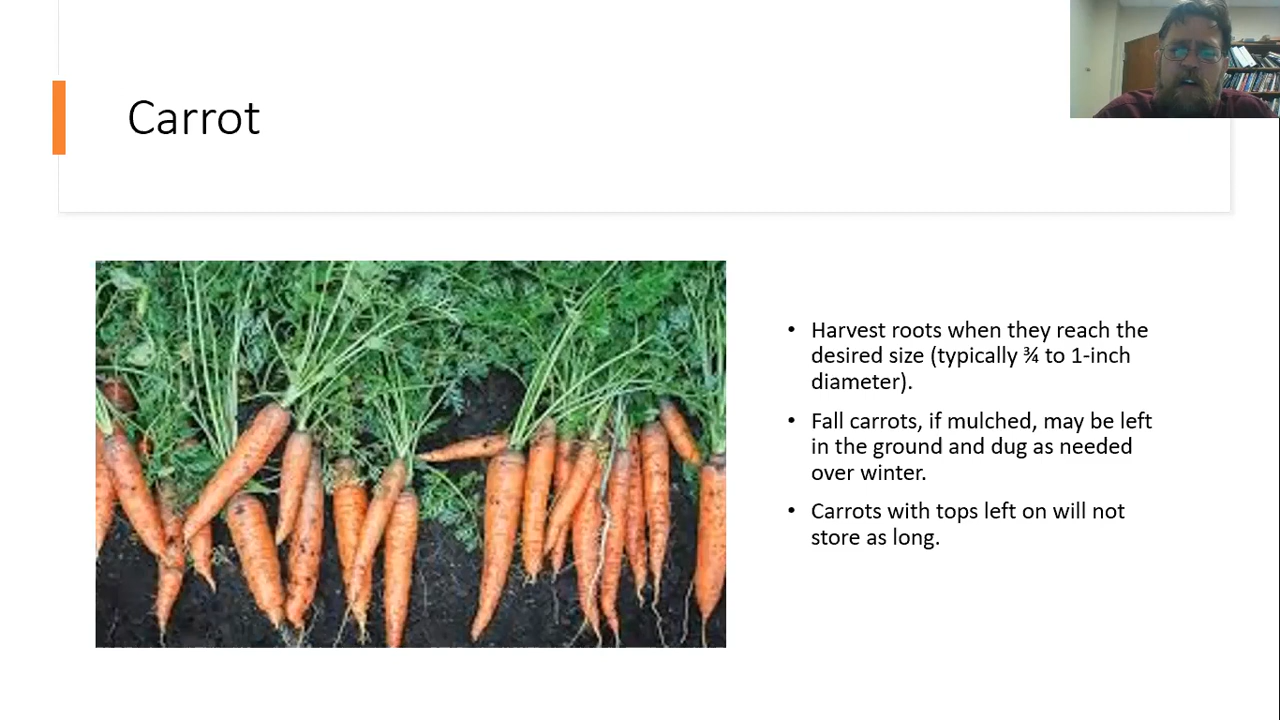 Carrot
• Harvest roots when they reach the
desired size (typically ¾ to 1-inch
diameter).
• Fall carrots, if mulched, may be left
in the ground and dug as needed
over winter.
• Carrots with tops left on will not
store as long.